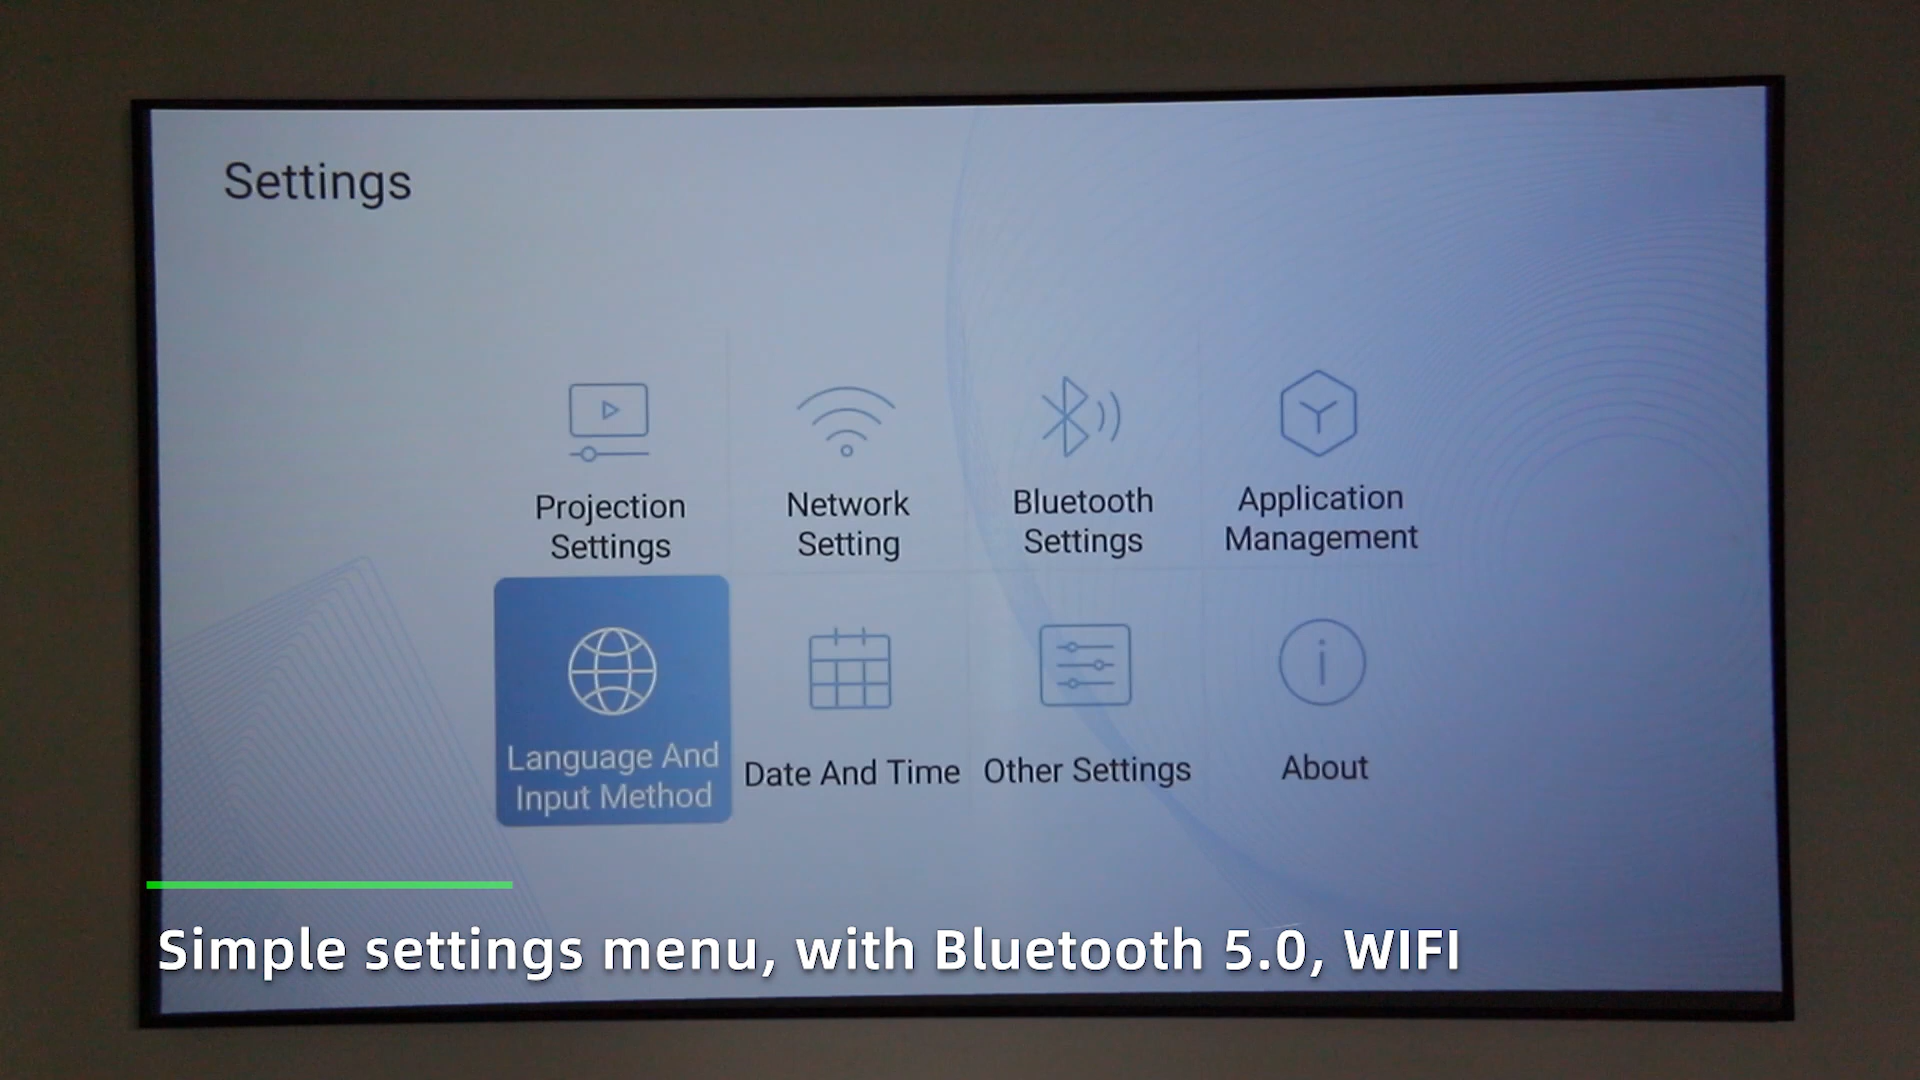 Settings
Projection
Settings
Network
Setting
Bluetooth
Settings
Application
Management
Language And
Input Method
Date And Time
Other Settings
About
Simple settings menu, with Bluetooth 5.0, WIFI